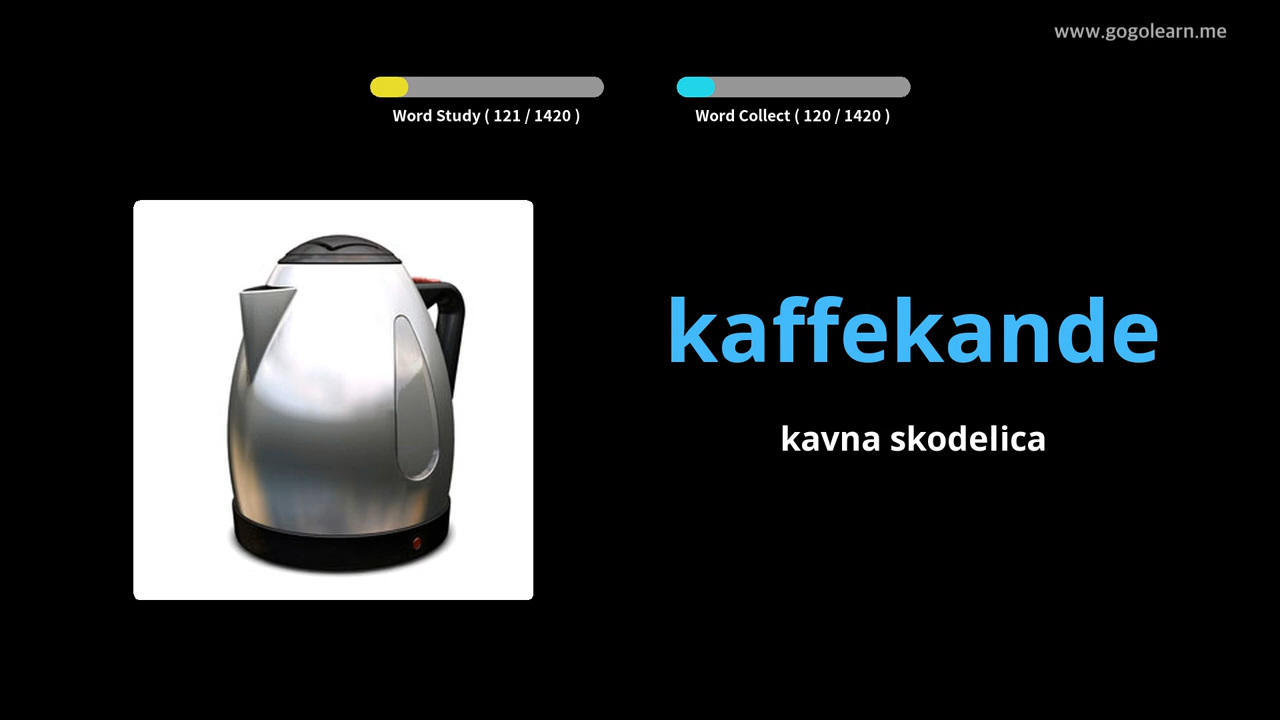 www.gogolearn.me
Word Study ( 121 / 1420 )
Word Collect ( 120 / 1420 )
kaffekande
kavna skodelica